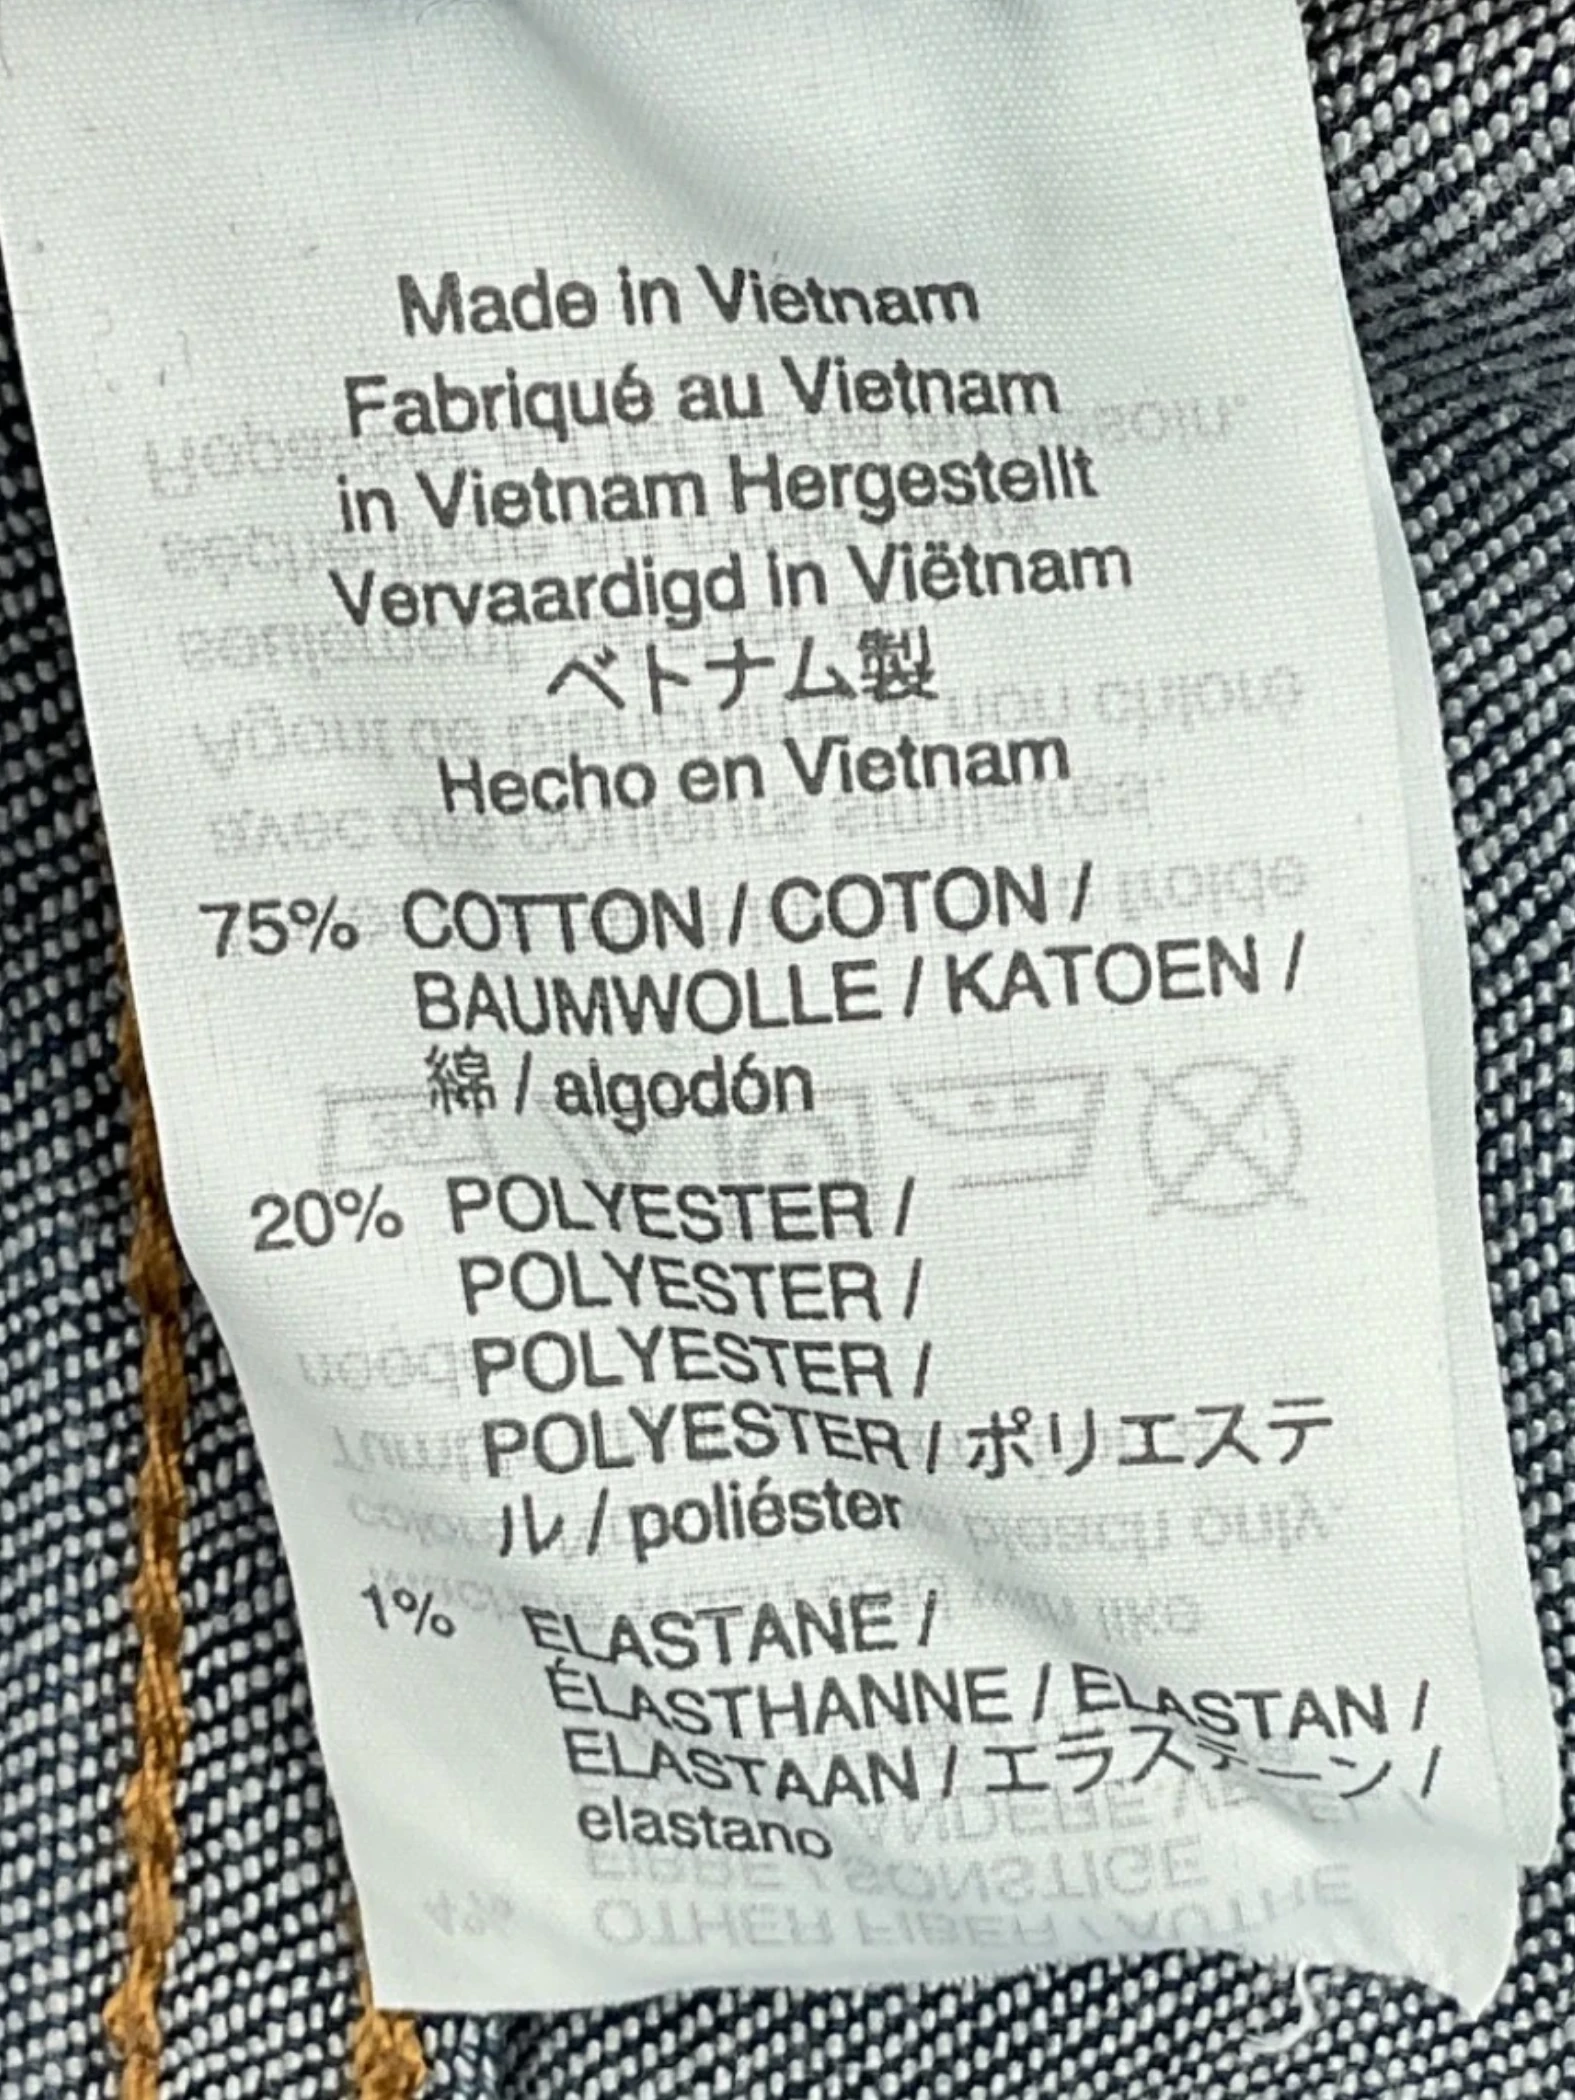 Made in Vietnam
Fabriqué au Vietnam
in Vietnam Hergestellt
Vervaardigd in Viëtnam
ベトナム製
Hecho en Vietnam
75% COTTON / COTON /
BAUMWOLLE / KATOEN /
綿 / algodón
20% POLYESTER /
POLYESTER /
POLYESTER /
POLYESTER / ポリエステ
ル / poliéster
1% ELASTANE /
ÉLASTHANNE / ELASTAN /
ELASTAAN / エラステーン /
elastano